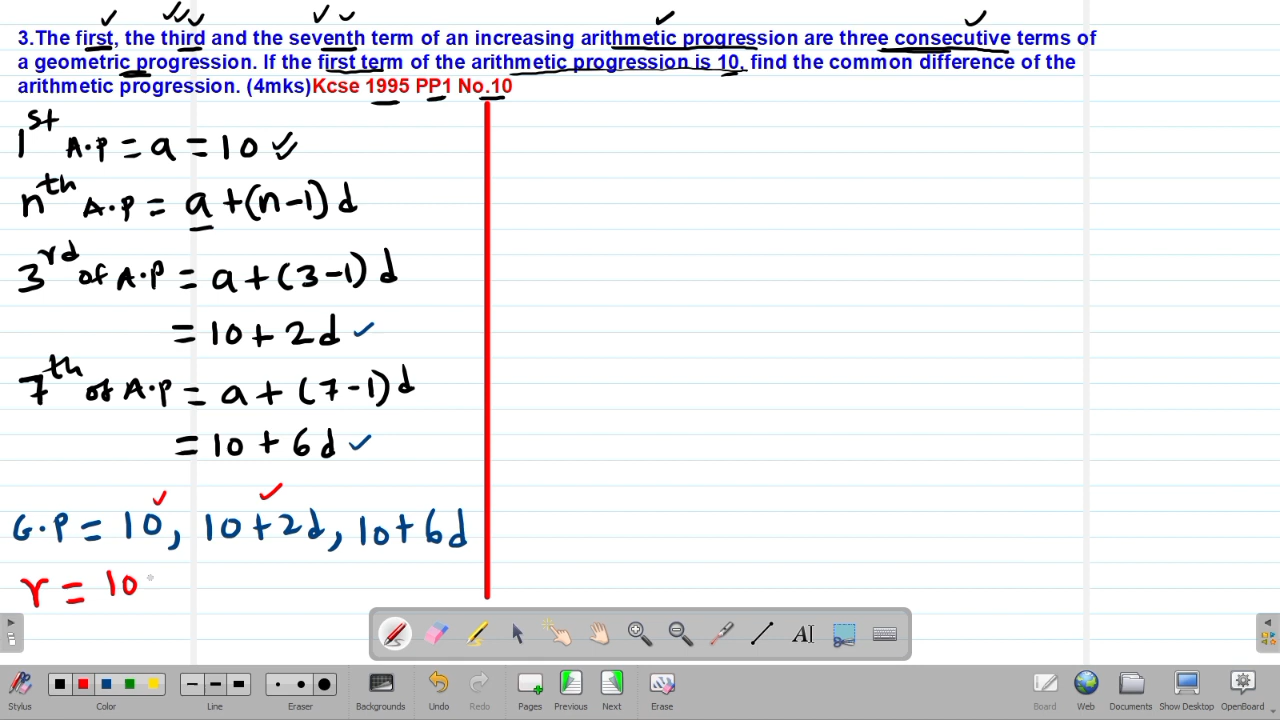 3.The first, the third and the seventh term of an increasing arithmetic progression are three consecutive terms of
a geometric progression. If the first term of the arithmetic progression is 10, find the common difference of the
arithmetic progression. (4mks)Kcse 1995 PP1 No.10
1st A.P = a = 10
nth A.P = a + (n-1)d
3rd of A.P = a + (3-1)d
= 10 + 2d
7th of A.P = a + (7-1)d
= 10 + 6d
G.P = 10, 10+2d, 10+6d
r = 10
Stylus Color Line Eraser Backgrounds Undo Redo Pages Previous Next Erase Board Web Documents Show Desktop OpenBoard